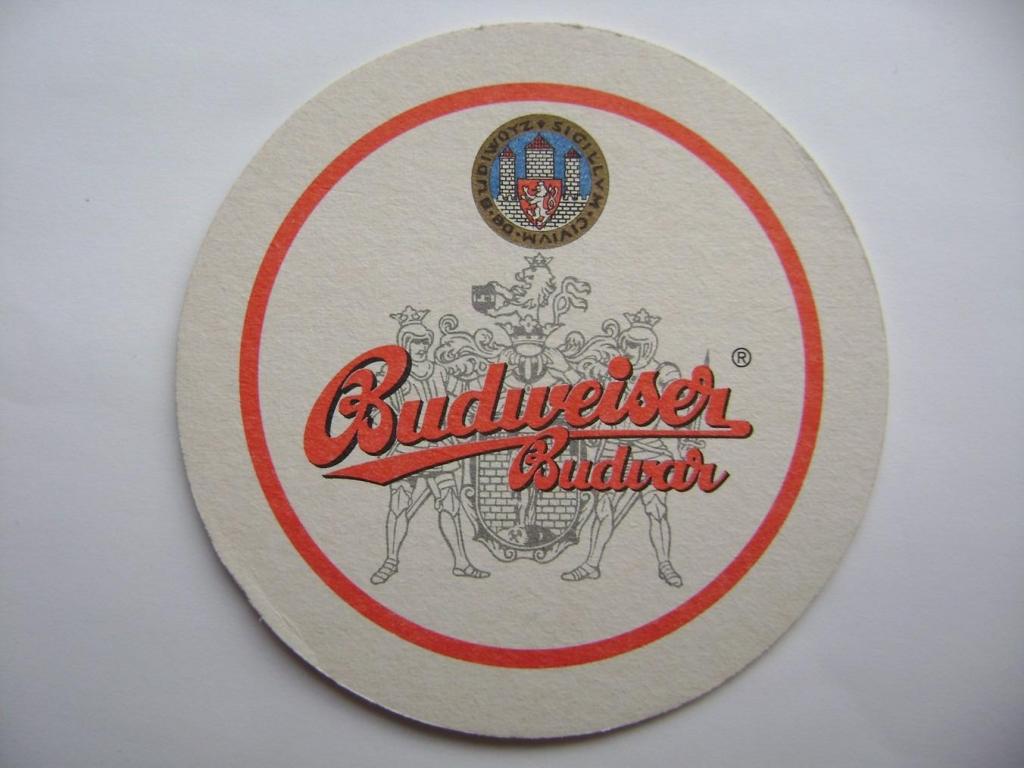 SIGILLVM • CIVIVM • DE • BUDIWOYZ
Budweiser ®
Budvar